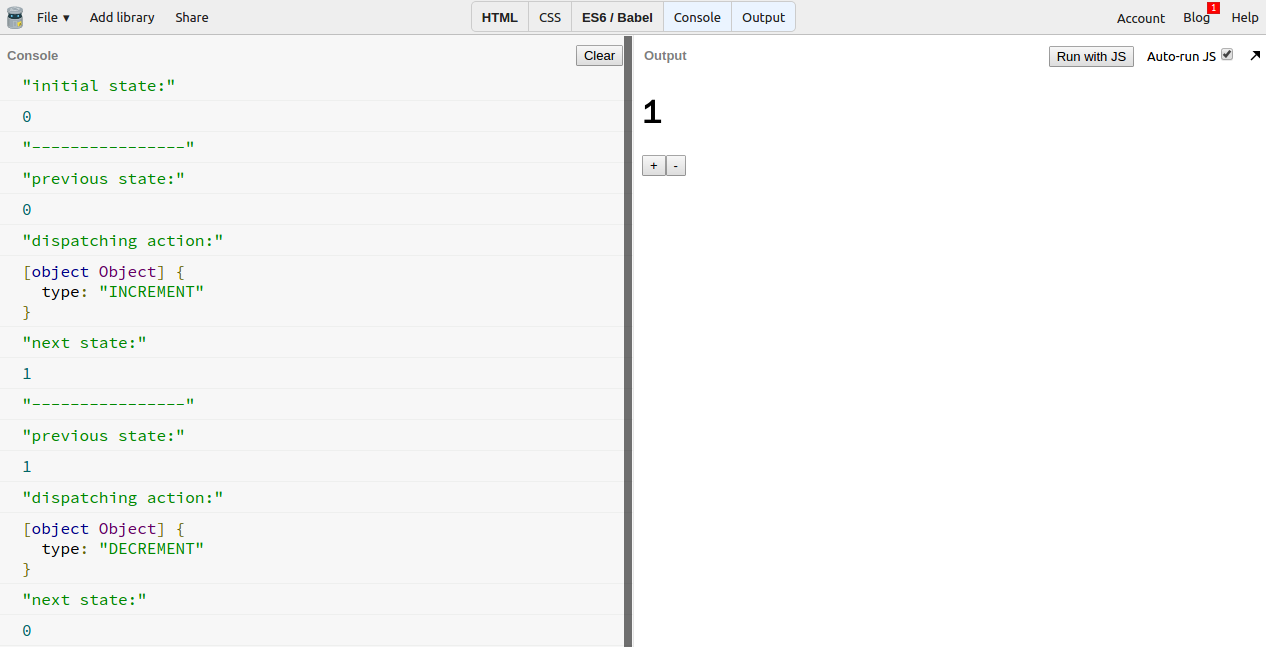 File ▾ Add library Share HTML CSS ES6 / Babel Console Output Account Blog 1 Help
Console Clear
"initial state:"
0
"----------------"
"previous state:"
0
"dispatching action:"
[object Object] {
  type: "INCREMENT"
}
"next state:"
1
"----------------"
"previous state:"
1
"dispatching action:"
[object Object] {
  type: "DECREMENT"
}
"next state:"
0
Output Run with JS Auto-run JS
1
+ -